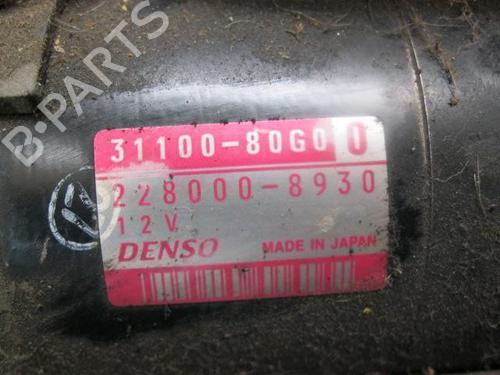 B-PARTS
31100-80G0 0
228000-8930
12V
DENSO MADE IN JAPAN